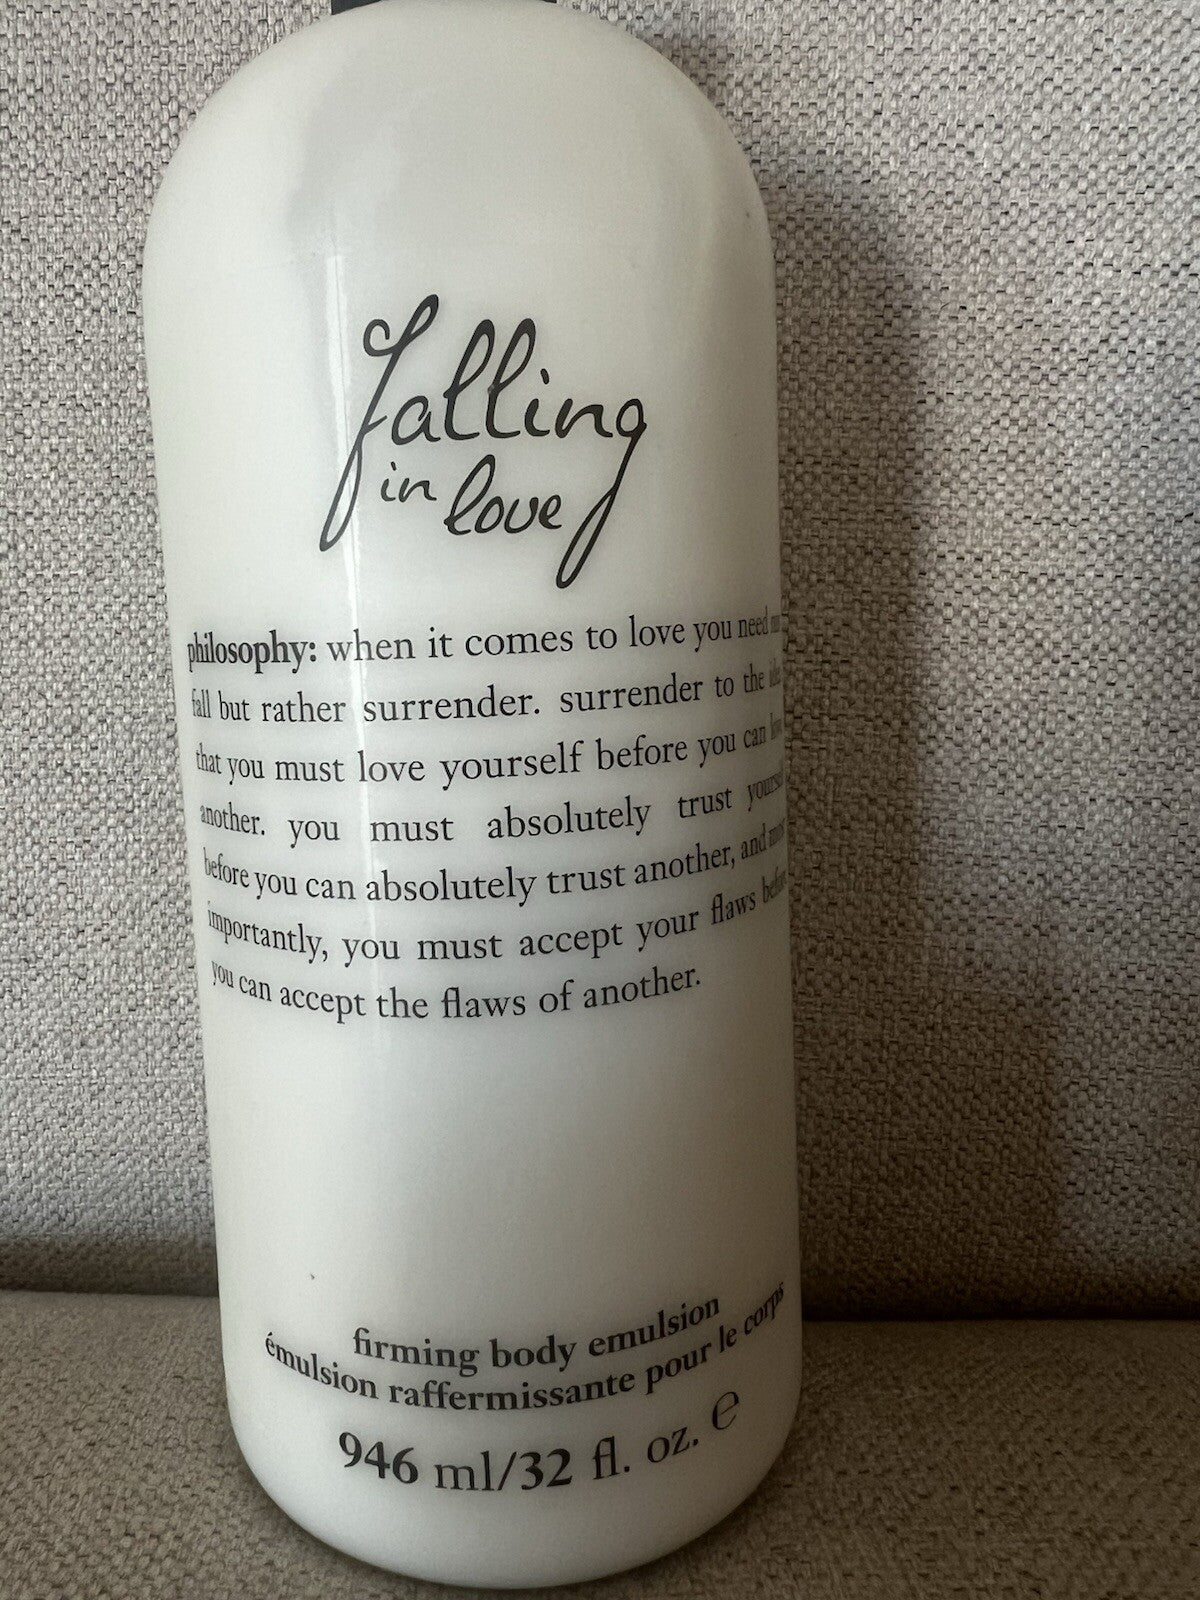 falling
in love
philosophy: when it comes to love you need
fall but rather surrender. surrender to the
that you must love yourself before you can
another. you must absolutely trust
before you can absolutely trust another, and
importantly, you must accept your flaws before
you can accept the flaws of another.
firming body emulsion
émulsion raffermissante pour le corps
946 ml/32 fl. oz. ℮